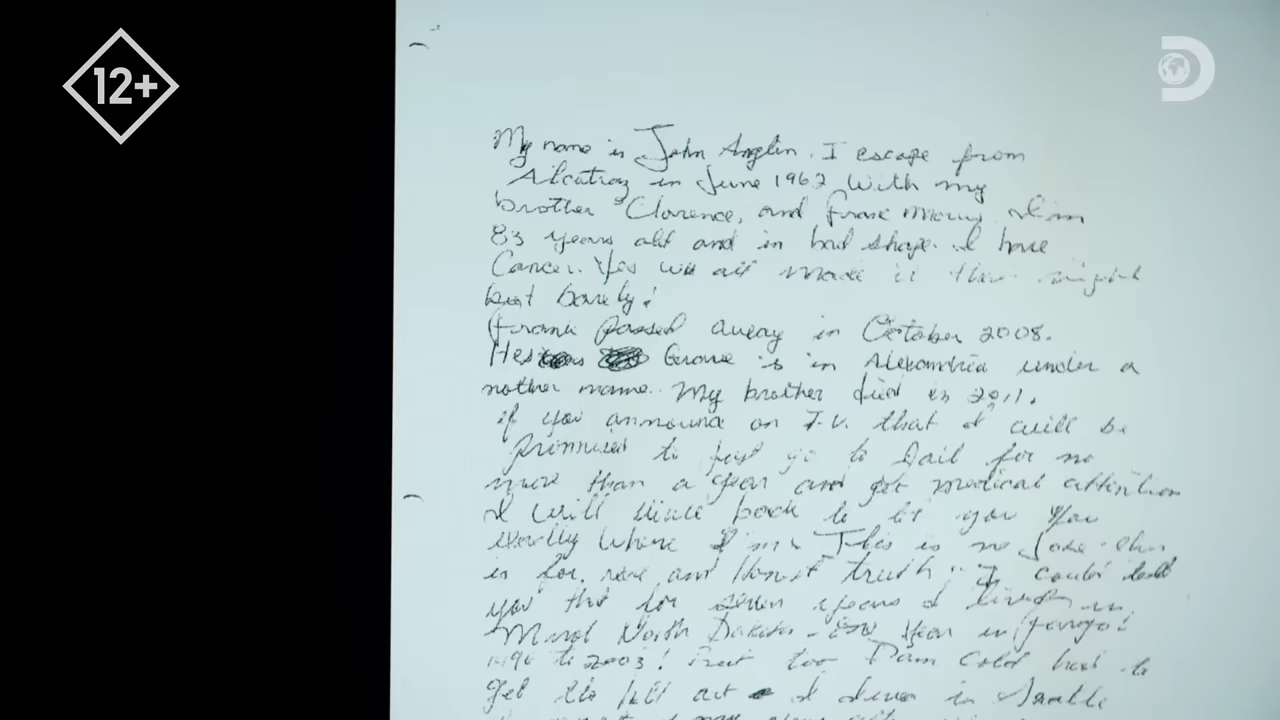 12+
My name is John Anglin. I escape from
Alcatraz in June 1962 With my
brother Clarence, and Frank Morris. I'm
83 years old and in bad shape. I have
Cancer. Yes we all made it that night
but barely!
Frank passed away in October 2008.
His Grave is in Alexandria under a
nother name. My brother died in 2011.
if you announce on T.V. that I will be
promised to first go to Jail for no
more than a year and get medical attention
I will write back to let you you
exactly Where I'm. This is no Joke this
is for real and Honest truth. I could tell
you that for seven years I lived in
Minot North Dakota - and Year in Fargo!
to 2003! But too Dam Cold had to
get the hell out I lived in Seattle